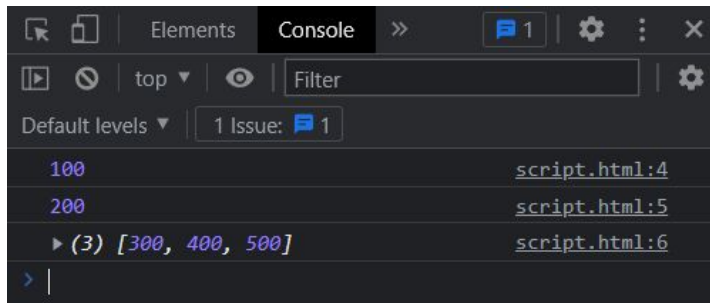 Elements Console » 1
top ▼ Filter
Default levels ▼ 1 Issue: 1
100 script.html:4
200 script.html:5
▶ (3) [300, 400, 500] script.html:6
>